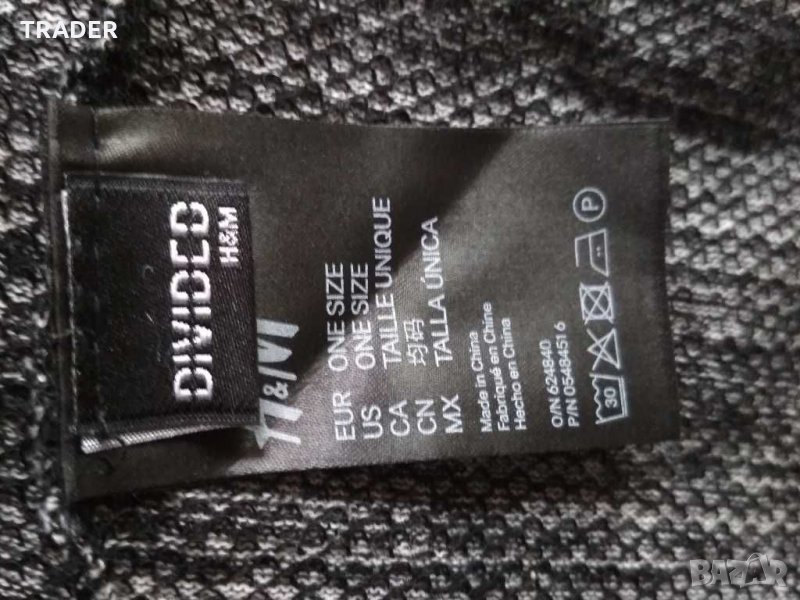 TRADER
DIVIDED
H&M
H&M
EUR ONE SIZE
US ONE SIZE
CA TAILLE UNIQUE
CN 均码
MX TALLA ÚNICA
Made in China
Fabriqué en Chine
Hecho en China
O/N 624840
P/N 05484516
30
P
BAZAR